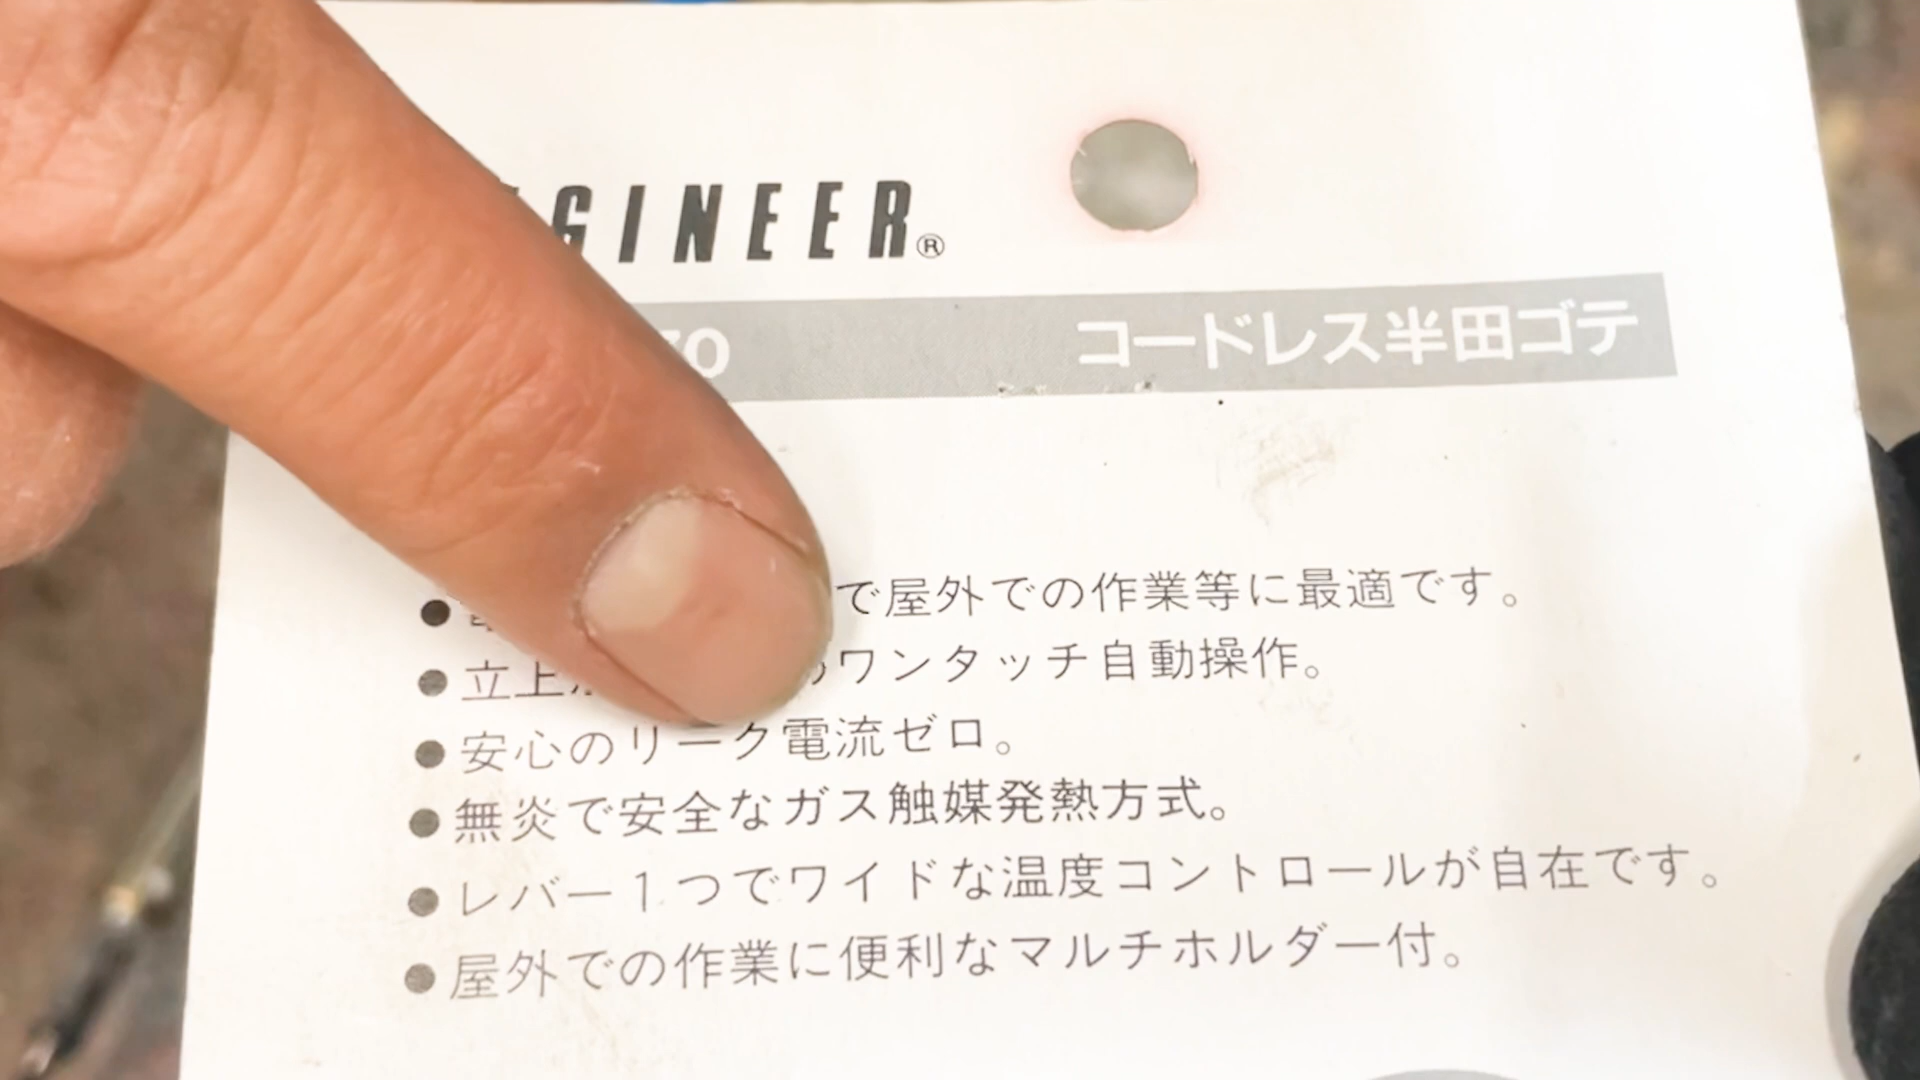 GINEER®
0 コードレス半田ゴテ
● で屋外での作業等に最適です。
●立上 ワンタッチ自動操作。
●安心のリーク電流ゼロ。
●無炎で安全なガス触媒発熱方式。
●レバー1つでワイドな温度コントロールが自在です。
●屋外での作業に便利なマルチホルダー付。